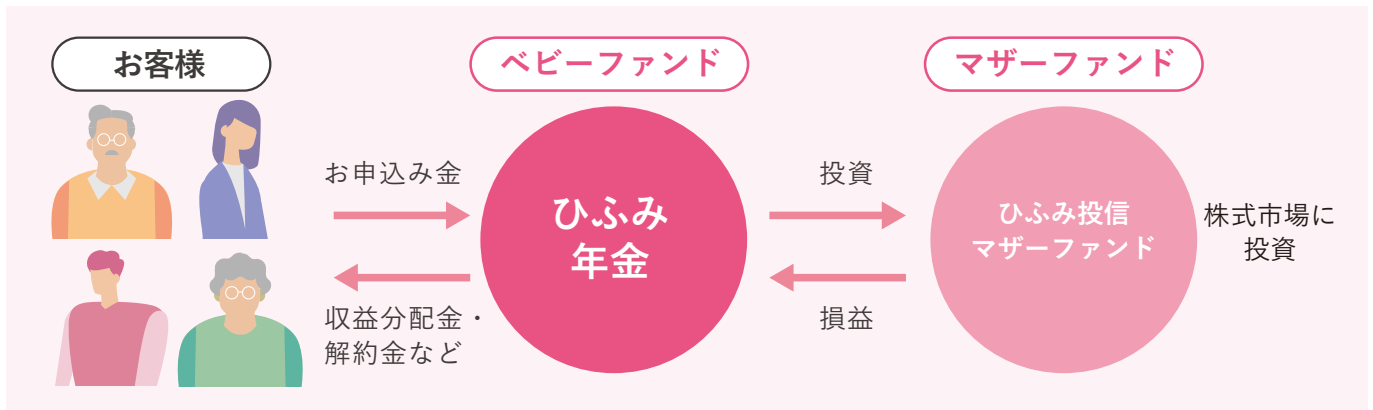 お客様
ベビーファンド
マザーファンド
お申込み金
ひふみ
年金
収益分配金・
解約金など
投資
損益
ひふみ投信
マザーファンド
株式市場に
投資